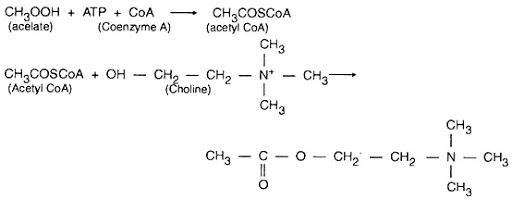 CH₃OOH + ATP + CoA ⟶ CH₃COSCoA
(acelate) (Coenzyme A) (acetyl CoA)
CH₃
|
CH₃COSCoA + OH — CH₂ — CH₂ — N⁺ — CH₃ ⟶
(Acetyl CoA) (Choline) |
CH₃
CH₃
|
CH₃ — C — O — CH₂ — CH₂ — N — CH₃
|| |
O CH₃